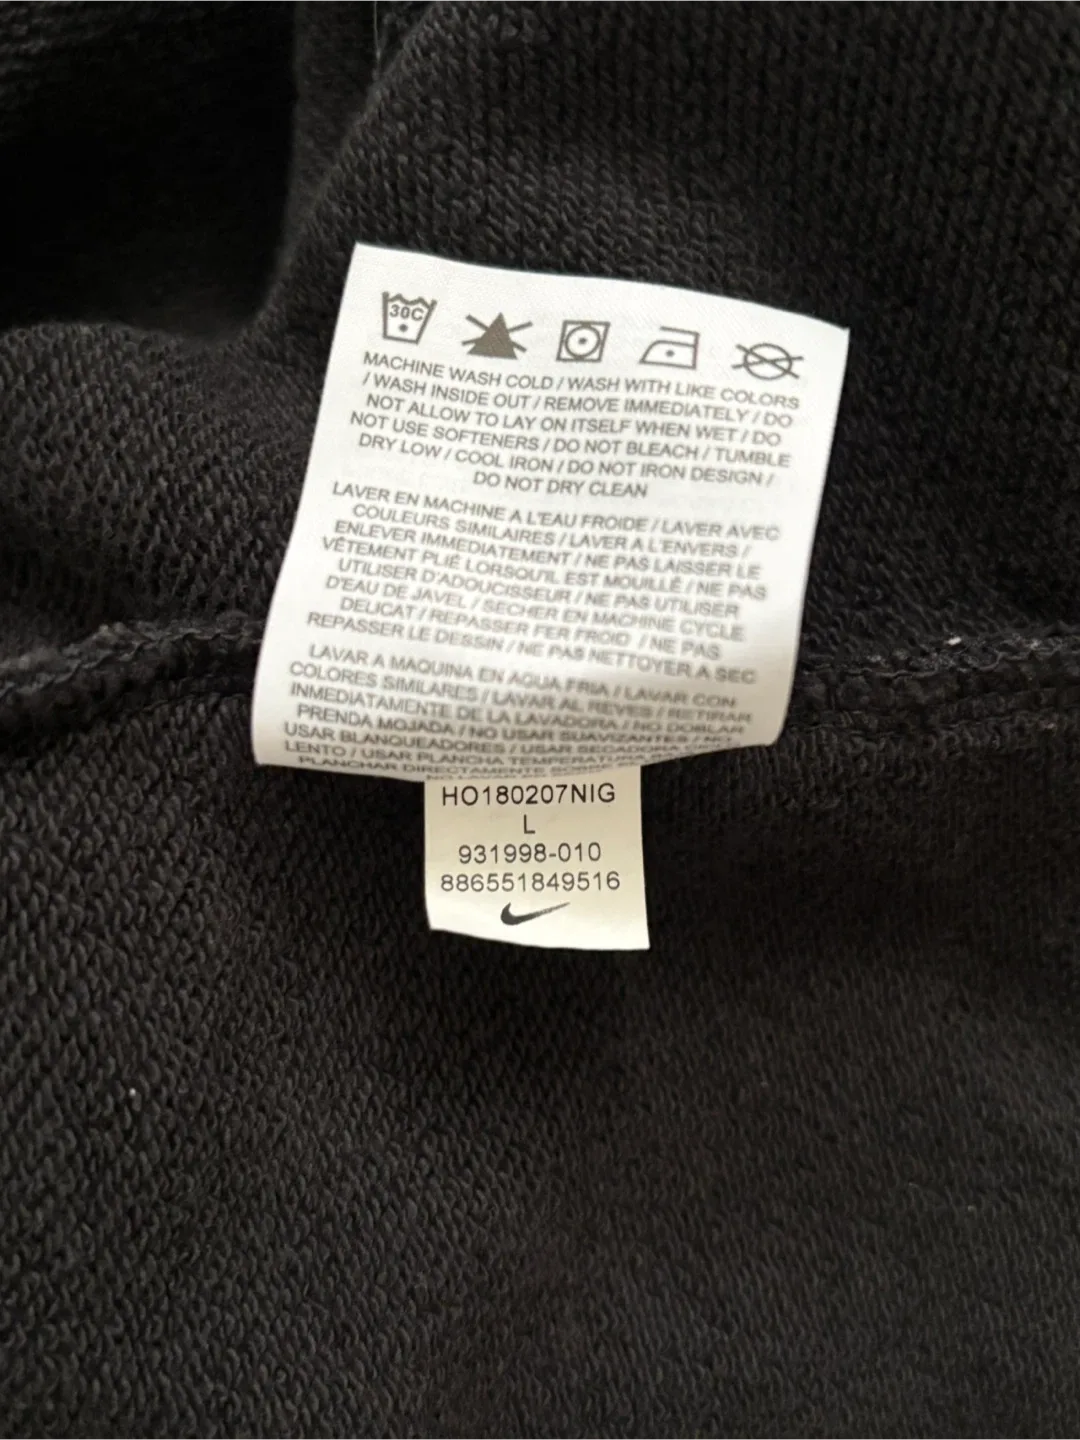 30C
MACHINE WASH COLD / WASH WITH LIKE COLORS
/ WASH INSIDE OUT / REMOVE IMMEDIATELY / DO
NOT ALLOW TO LAY ON ITSELF WHEN WET / DO
NOT USE SOFTENERS / DO NOT BLEACH / TUMBLE
DRY LOW / COOL IRON / DO NOT IRON DESIGN /
DO NOT DRY CLEAN
LAVER EN MACHINE A L'EAU FROIDE / LAVER AVEC
COULEURS SIMILAIRES / LAVER A L'ENVERS /
ENLEVER IMMEDIATEMENT / NE PAS LAISSER LE
VÊTEMENT PLIÉ LORSQU'IL EST MOUILLÉ / NE PAS
UTILISER D'ADOUCISSEUR / NE PAS UTILISER
D'EAU DE JAVEL / SECHER EN MACHINE CYCLE
DELICAT / REPASSER FER FROID / NE PAS
REPASSER LE DESSIN / NE PAS NETTOYER A SEC
LAVAR A MAQUINA EN AGUA FRIA / LAVAR CON
COLORES SIMILARES / LAVAR AL REVES / RETIRAR
INMEDIATAMENTE DE LA LAVADORA / NO DOBLAR
PRENDA MOJADA / NO USAR SUAVIZANTES / NO
USAR BLANQUEADORES / USAR SECADORA
LENTO / USAR PLANCHA TEMPERATURA
PLANCHAR DIRECTAMENTE SOBRE
HO180207NIG
L
931998-010
886551849516